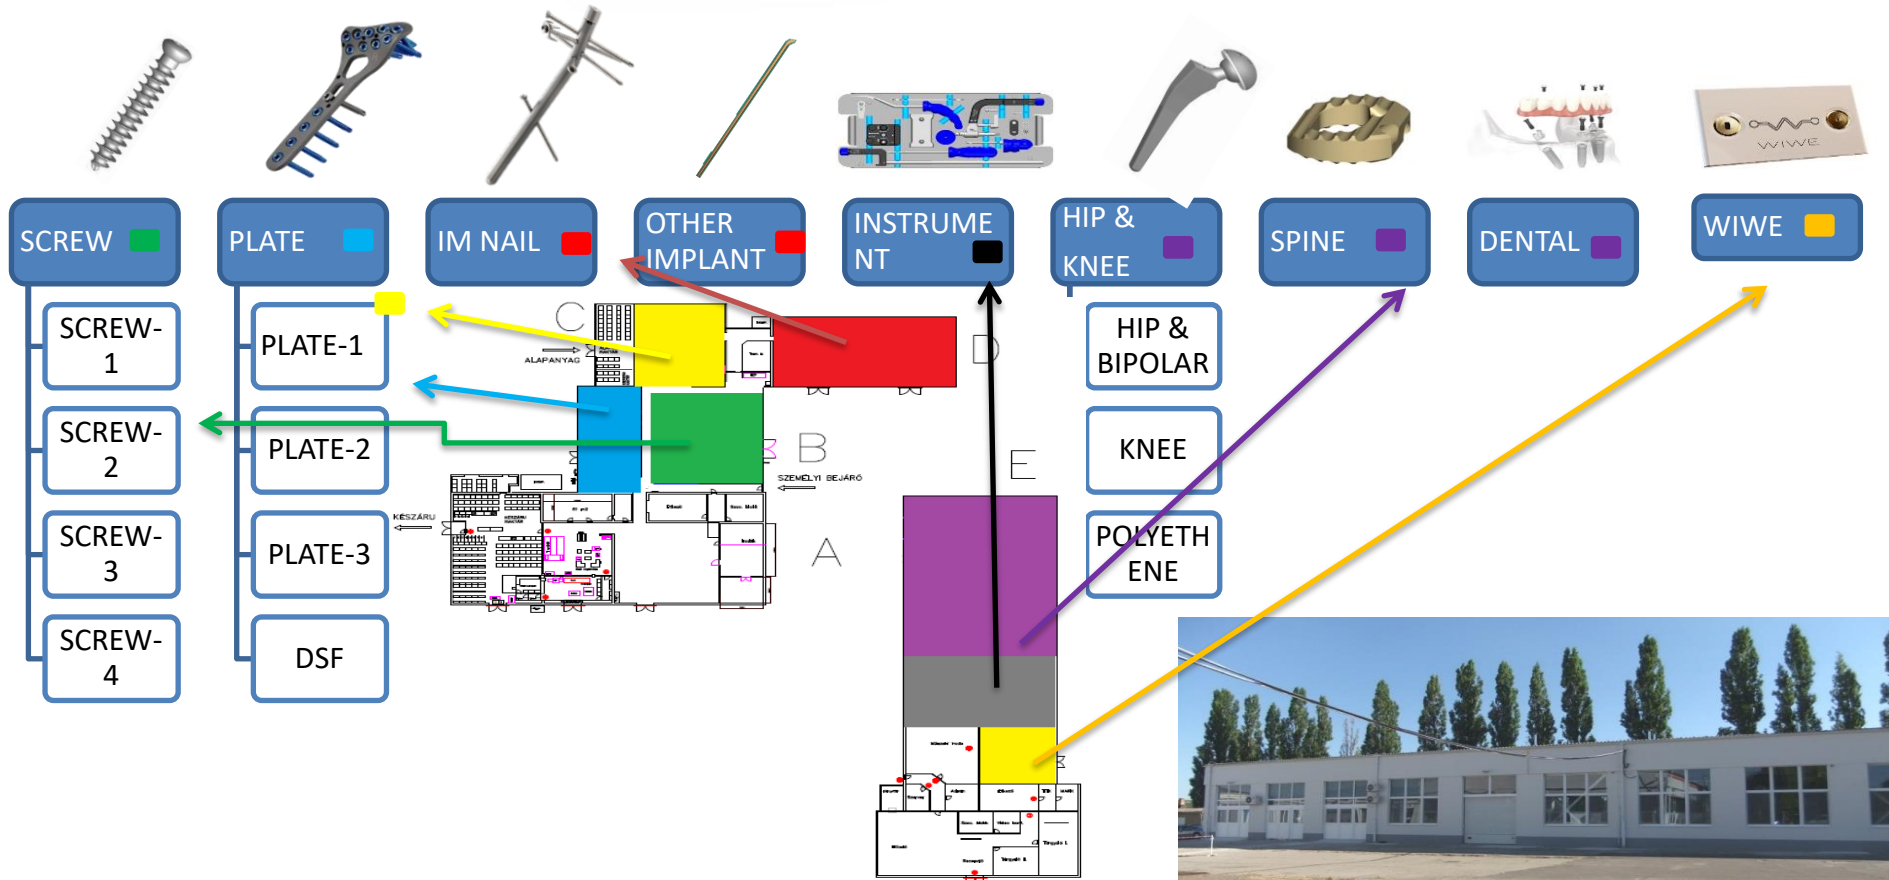 WIWE
SCREW
PLATE
IM NAIL
OTHER
IMPLANT
INSTRUME
NT
HIP &
KNEE
SPINE
DENTAL
WIWE
SCREW-
1
SCREW-
2
SCREW-
3
SCREW-
4
PLATE-1
PLATE-2
PLATE-3
DSF
HIP &
BIPOLAR
KNEE
POLYETH
ENE
C
ALAPANYAG
D
B
SZEMÉLYI BEJÁRÓ
KÉSZÁRU
A
E